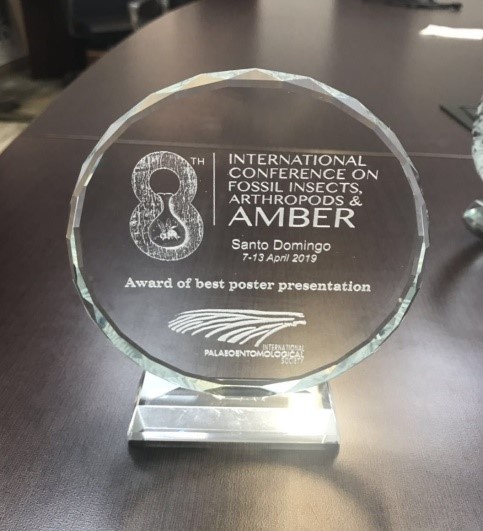 8TH
INTERNATIONAL
CONFERENCE ON
FOSSIL INSECTS,
ARTHROPODS &
AMBER
Santo Domingo
7-13 April 2019
Award of best poster presentation
INTERNATIONAL
PALAEOENTOMOLOGICAL
SOCIETY